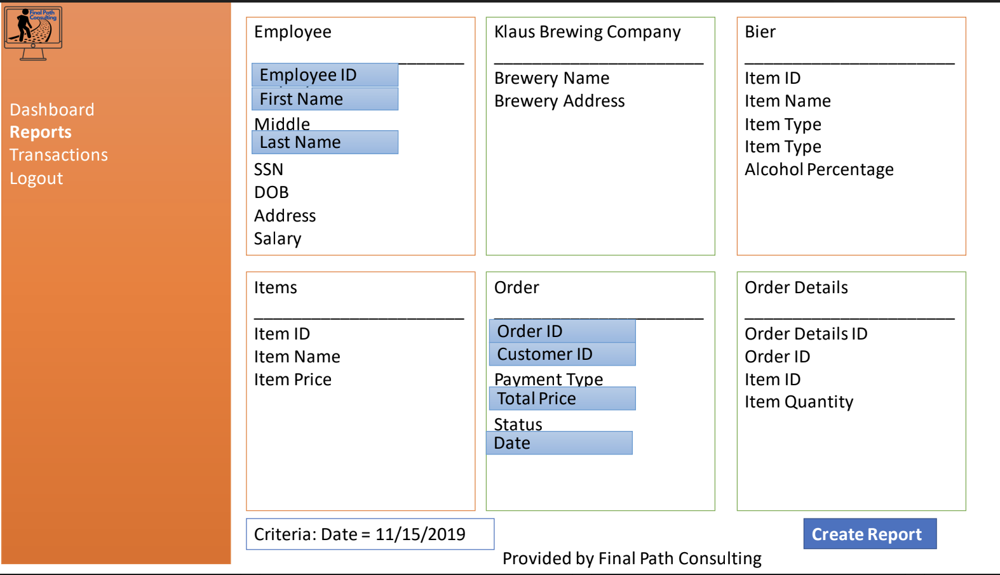 Final Path
Consulting
Dashboard
Reports
Transactions
Logout
Employee
Employee ID
First Name
Middle
Last Name
SSN
DOB
Address
Salary
Klaus Brewing Company
Brewery Name
Brewery Address
Bier
Item ID
Item Name
Item Type
Item Type
Alcohol Percentage
Items
Item ID
Item Name
Item Price
Order
Order ID
Customer ID
Payment Type
Total Price
Status
Date
Order Details
Order Details ID
Order ID
Item ID
Item Quantity
Criteria: Date = 11/15/2019
Create Report
Provided by Final Path Consulting